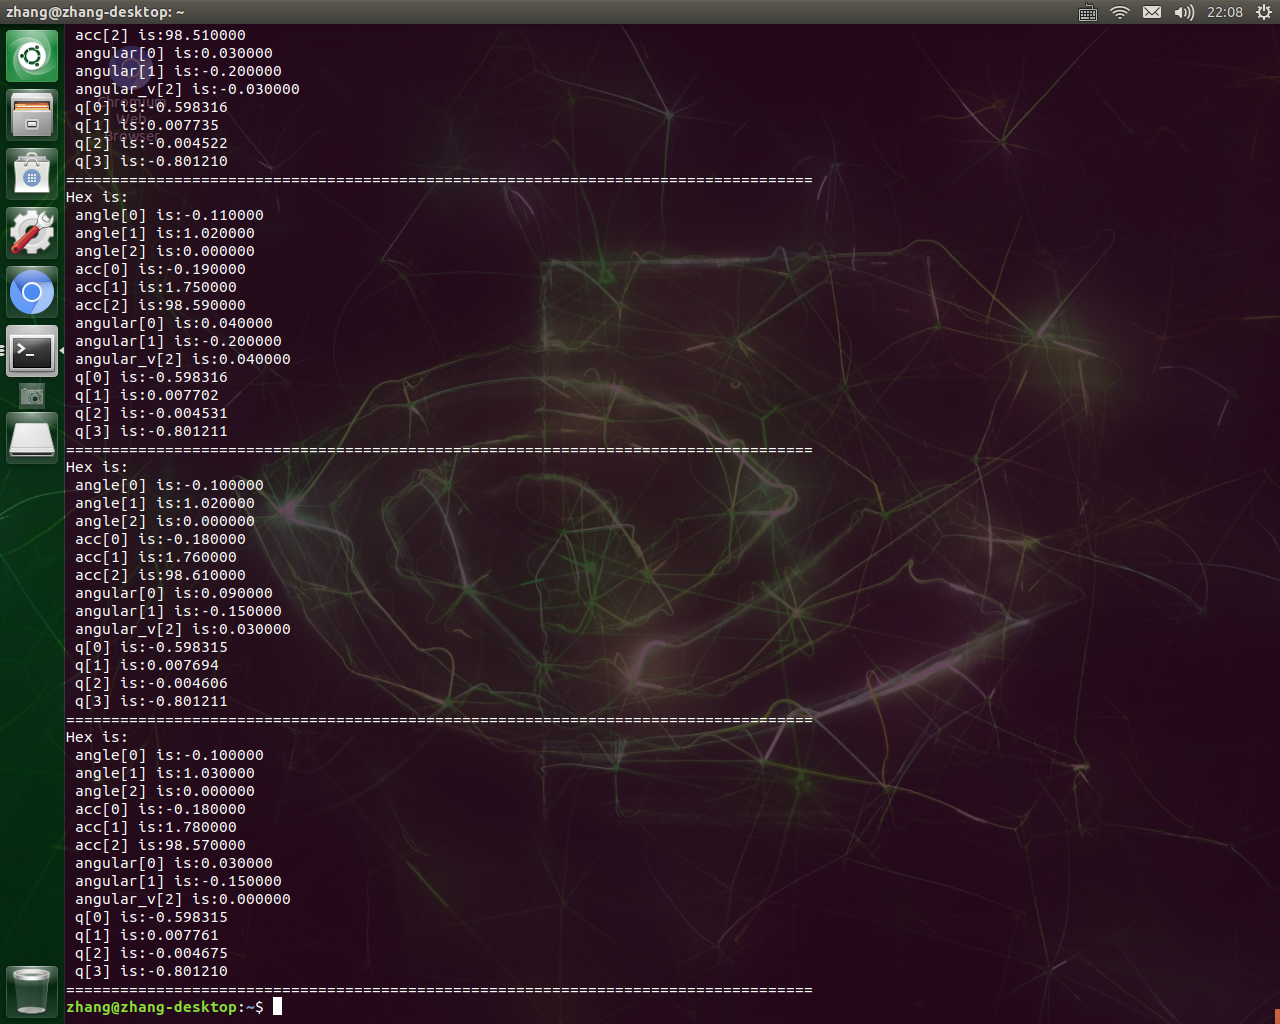 zhang@zhang-desktop: ~
22:08
acc[2] is:98.510000
angular[0] is:0.030000
angular[1] is:-0.200000
angular_v[2] is:-0.030000
q[0] is:-0.598316
q[1] is:0.007735
q[2] is:-0.004522
q[3] is:-0.801210
Chromium
Web
Browser
===================================================================================
Hex is:
angle[0] is:-0.110000
angle[1] is:1.020000
angle[2] is:0.000000
acc[0] is:-0.190000
acc[1] is:1.750000
acc[2] is:98.590000
angular[0] is:0.040000
angular[1] is:-0.200000
angular_v[2] is:0.040000
q[0] is:-0.598316
q[1] is:0.007702
q[2] is:-0.004531
q[3] is:-0.801211
===================================================================================
Hex is:
angle[0] is:-0.100000
angle[1] is:1.020000
angle[2] is:0.000000
acc[0] is:-0.180000
acc[1] is:1.760000
acc[2] is:98.610000
angular[0] is:0.090000
angular[1] is:-0.150000
angular_v[2] is:0.030000
q[0] is:-0.598315
q[1] is:0.007694
q[2] is:-0.004606
q[3] is:-0.801211
===================================================================================
Hex is:
angle[0] is:-0.100000
angle[1] is:1.030000
angle[2] is:0.000000
acc[0] is:-0.180000
acc[1] is:1.780000
acc[2] is:98.570000
angular[0] is:0.030000
angular[1] is:-0.150000
angular_v[2] is:0.000000
q[0] is:-0.598315
q[1] is:0.007761
q[2] is:-0.004675
q[3] is:-0.801210
===================================================================================
zhang@zhang-desktop:~$